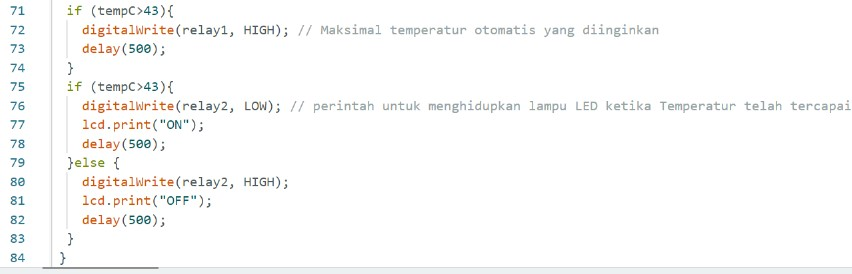 71 if (tempC>43){
72 digitalWrite(relay1, HIGH); // Maksimal temperatur otomatis yang diinginkan
73 delay(500);
74 }
75 if (tempC>43){
76 digitalWrite(relay2, LOW); // perintah untuk menghidupkan lampu LED ketika Temperatur telah tercapai
77 lcd.print("ON");
78 delay(500);
79 }else {
80 digitalWrite(relay2, HIGH);
81 lcd.print("OFF");
82 delay(500);
83 }
84 }